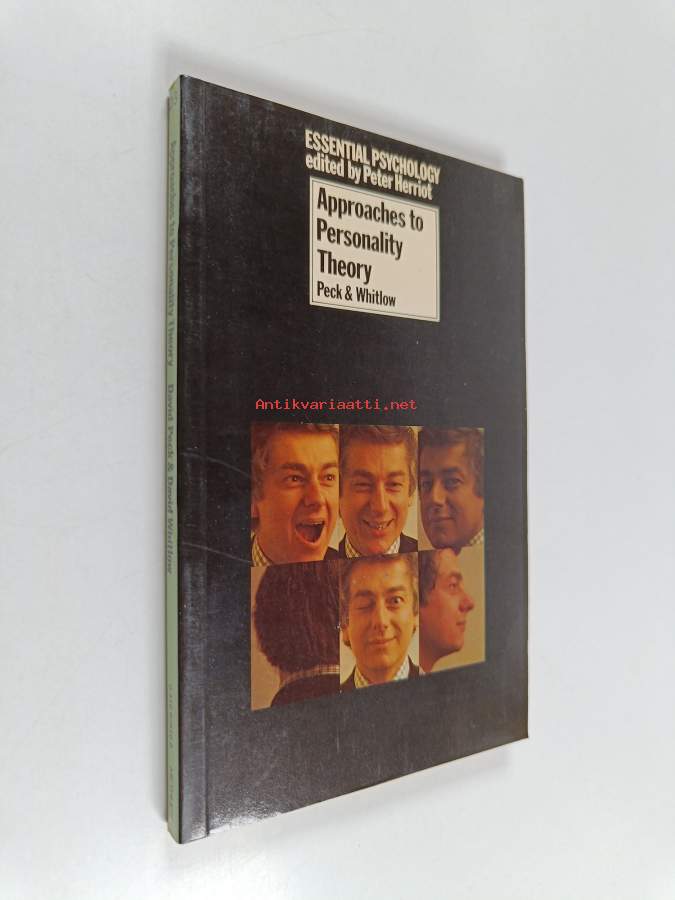 ESSENTIAL PSYCHOLOGY
edited by Peter Herriot
Approaches to
Personality
Theory
Peck & Whitlow
Antikvariaatti.net
Approaches to Personality Theory David Peck & David Whitlow